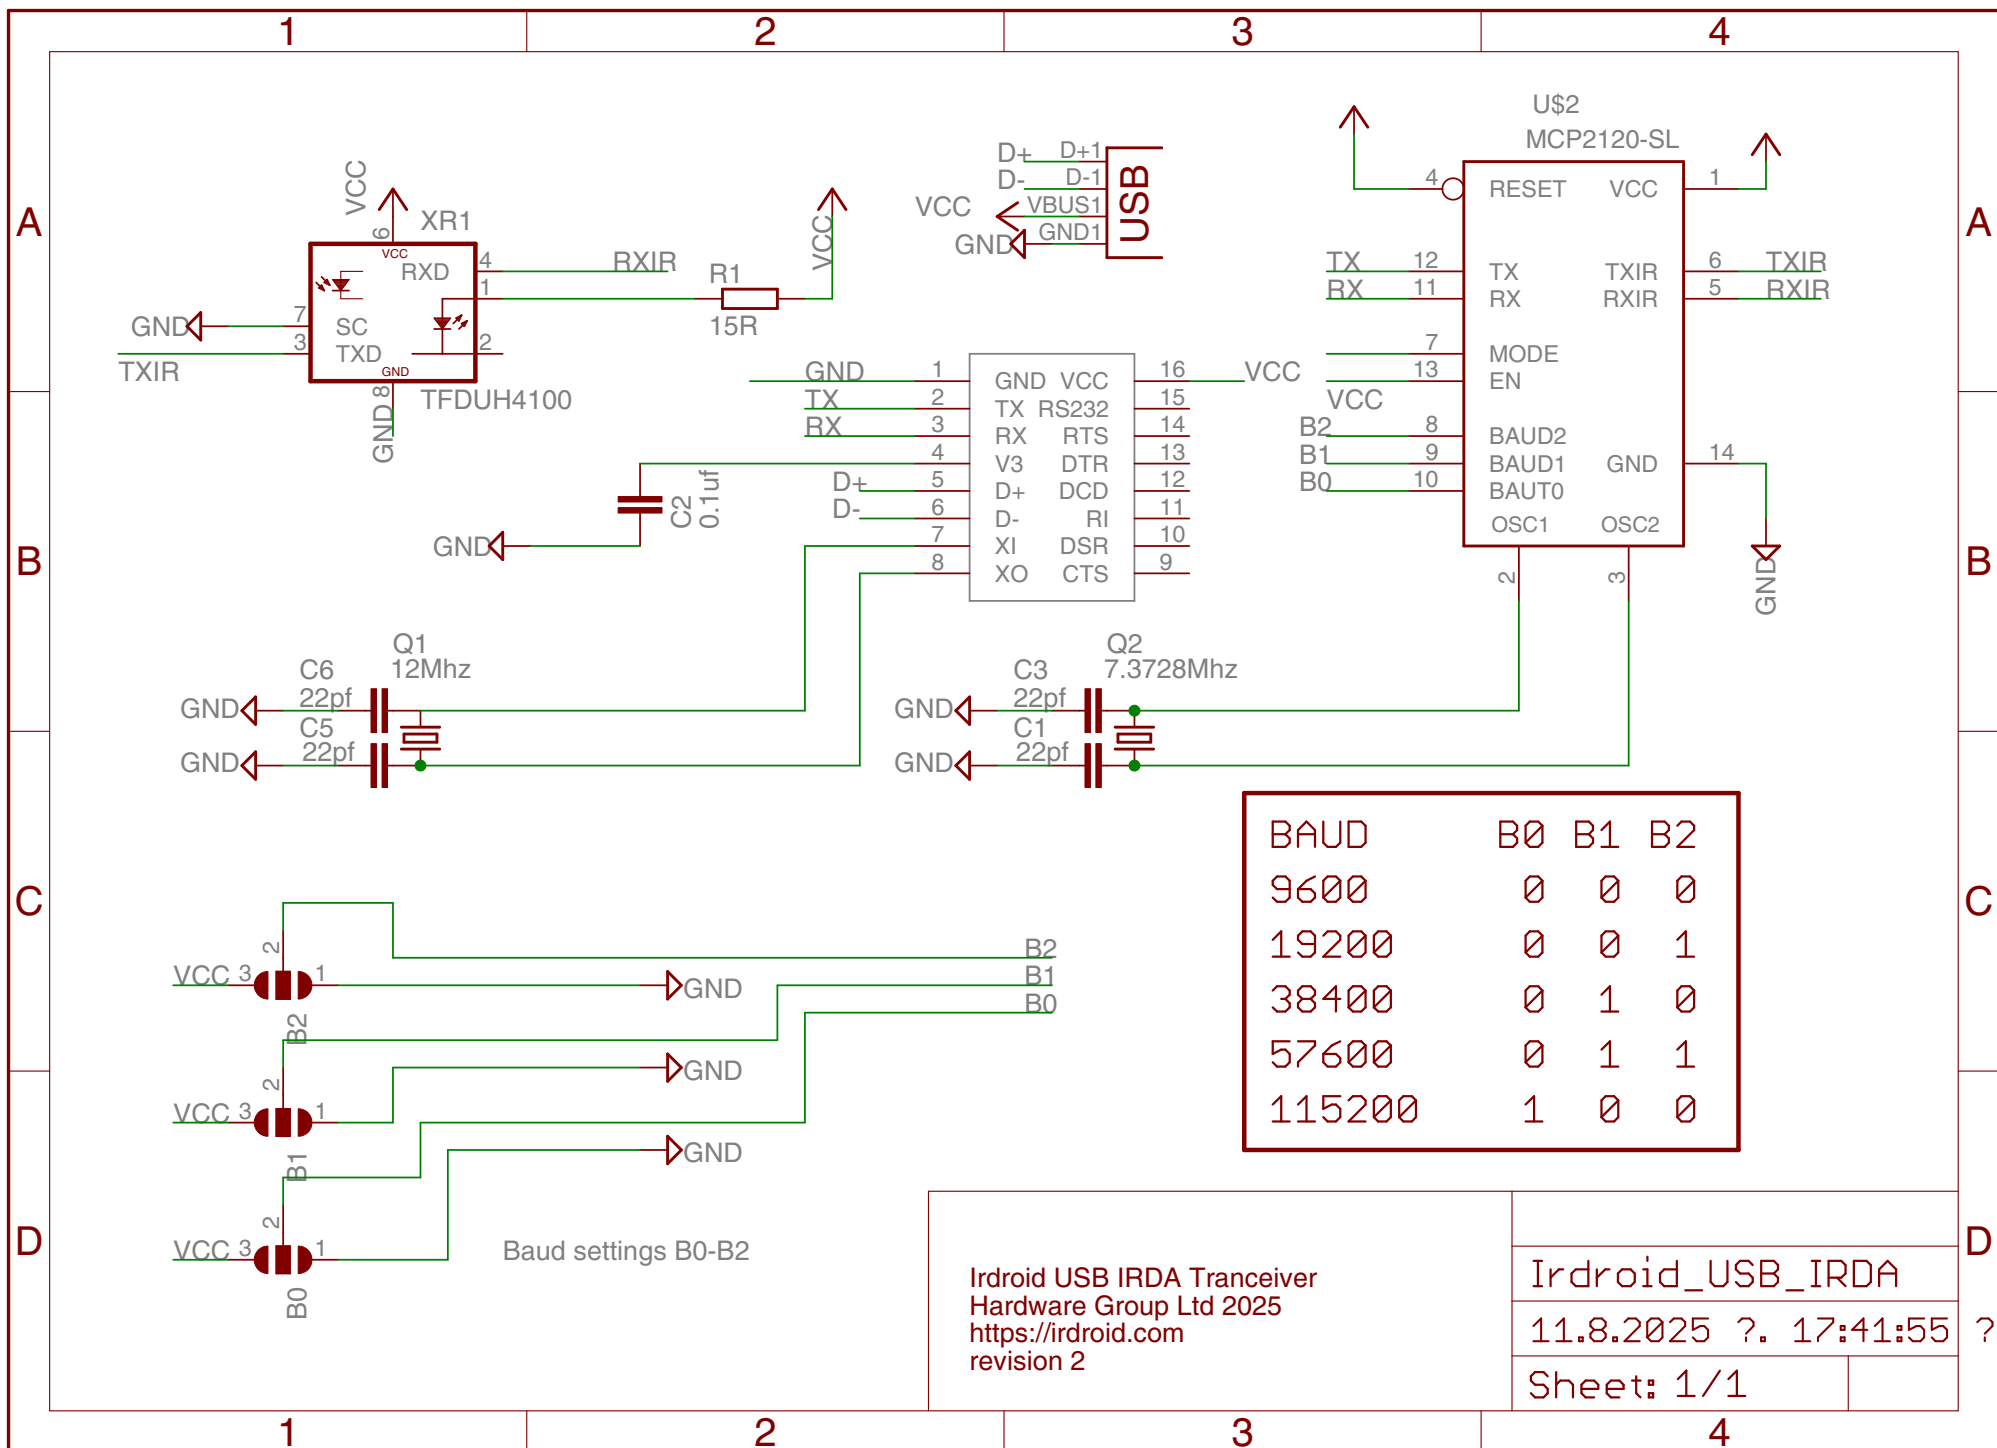 1 2 3 4
A
A
B
B
C
C
D
D
1 2 3 4
VCC
6
XR1
VCC
RXD
4
RXIR
1
R1
15R
VCC
GND
7
SC
3
TXD
TXIR
2
GND
8
GND
TFDUH4100
D+ D+1
D- D-1
VCC VBUS1
GND GND1
USB
U$2
MCP2120-SL
4 RESET VCC 1
TX 12 TX TXIR 6 TXIR
RX 11 RX RXIR 5 RXIR
7 MODE
13 EN
VCC
B2 8 BAUD2
B1 9 BAUD1 GND 14
B0 10 BAUT0
OSC1 OSC2
2 3
GND
GND 1 GND VCC 16 VCC
TX 2 TX RS232 15
RX 3 RX RTS 14
4 V3 DTR 13
D+ 5 D+ DCD 12
D- 6 D- RI 11
7 XI DSR 10
8 XO CTS 9
C2
0.1uf
GND
Q1
12Mhz
C6
22pf
GND
C5
22pf
GND
Q2
7.3728Mhz
C3
22pf
GND
C1
22pf
GND
BAUD B0 B1 B2
9600 0 0 0
19200 0 0 1
38400 0 1 0
57600 0 1 1
115200 1 0 0
2
VCC 3 1 GND
B2
B2
B1
B0
2
VCC 3 1 GND
B1
2
VCC 3 1 GND
B0
Baud settings B0-B2
Irdroid USB IRDA Tranceiver
Hardware Group Ltd 2025
https://irdroid.com
revision 2
Irdroid_USB_IRDA
11.8.2025 ?. 17:41:55 ?
Sheet: 1/1